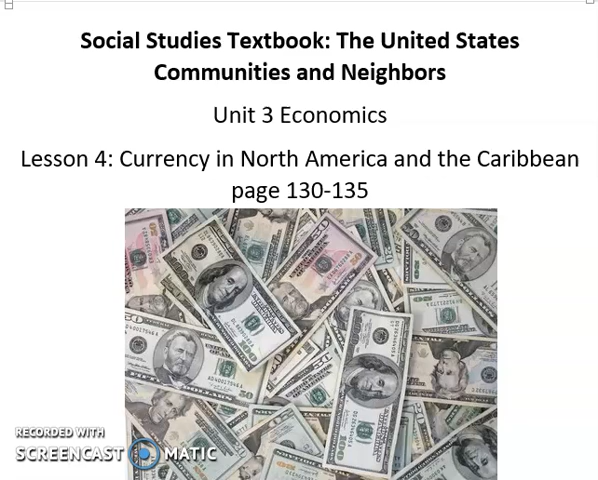 Social Studies Textbook: The United States
Communities and Neighbors
Unit 3 Economics
Lesson 4: Currency in North America and the Caribbean
page 130-135
RECORDED WITH
SCREENCAST MATIC